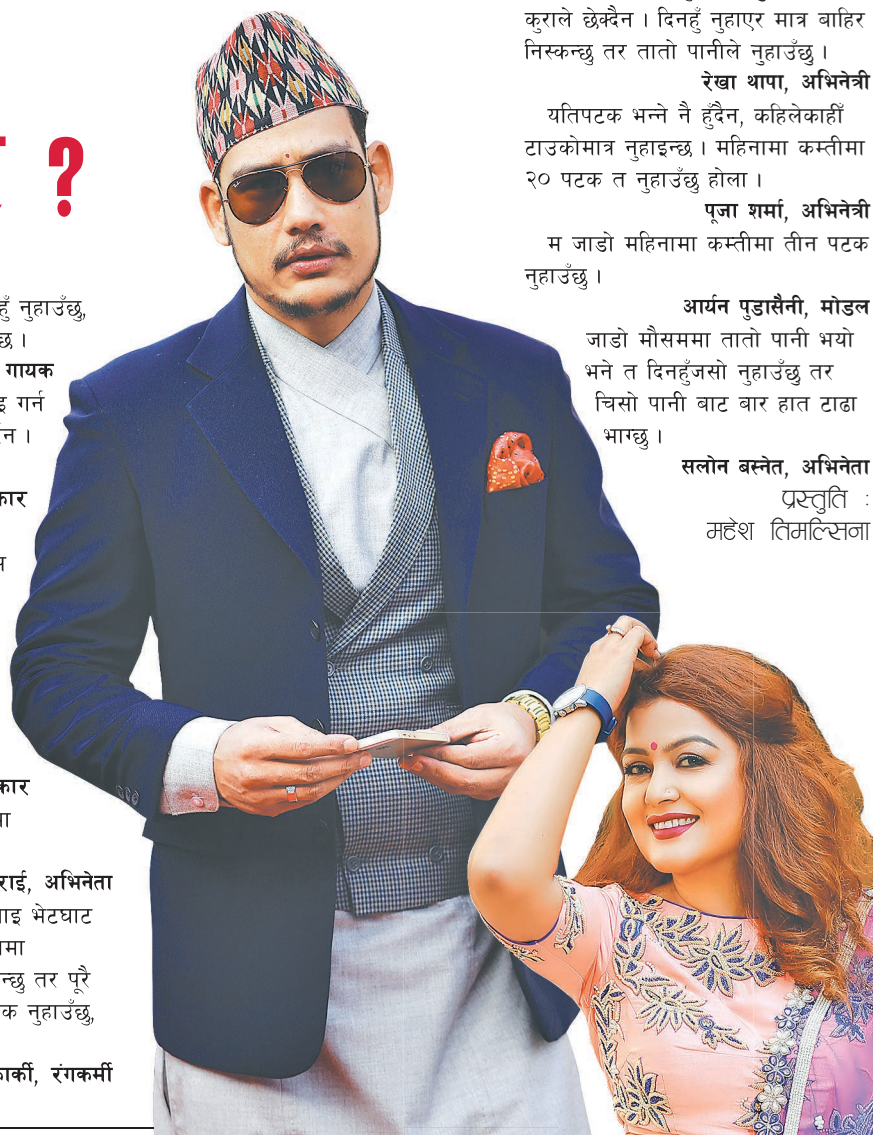 ?
हुँ नुहाउँछु,
छ ।
गायक
गर्न
न ।
कार
कार
मा
राई, अभिनेता
भेटघाट
मा
न्छु तर पूरै
क नुहाउँछु,
कार्की, रंगकर्मी
कुराले छेक्दैन । दिनहुँ नुहाएर मात्र बाहिर
निस्कन्छु तर तातो पानीले नुहाउँछु ।
रेखा थापा, अभिनेत्री
यतिपटक भन्ने नै हुँदैन, कहिलेकाहीँ
टाउकोमात्र नुहाइन्छ । महिनामा कम्तीमा
२० पटक त नुहाउँछु होला ।
पूजा शर्मा, अभिनेत्री
म जाडो महिनामा कम्तीमा तीन पटक
नुहाउँछु ।
आर्यन पुडासैनी, मोडल
जाडो मौसममा तातो पानी भयो
भने त दिनहुँजसो नुहाउँछु तर
चिसो पानी बाट बार हात टाढा
भाग्छु ।
सलोन बस्नेत, अभिनेता
प्रस्तुति :
महेश तिमल्सिना